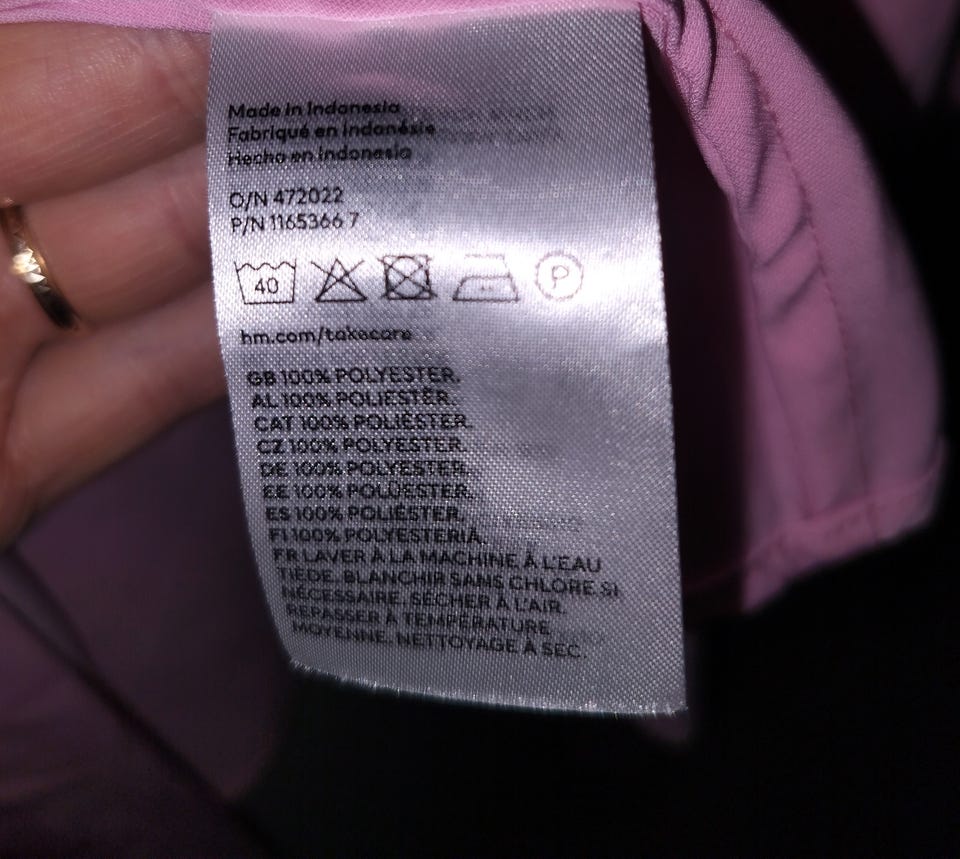 Made in Indonesia
Fabriqué en Indonésie
Hecho en Indonesia
O/N 472022
P/N 1165366 7
40 P
hm.com/takecare
GB 100% POLYESTER.
AL 100% POLIESTËR.
CAT 100% POLIÈSTER.
CZ 100% POLYESTER.
DE 100% POLYESTER.
EE 100% POLÜESTER.
ES 100% POLIÉSTER.
FI 100% POLYESTERIÄ.
FR LAVER À LA MACHINE À L'EAU
TIÈDE. BLANCHIR SANS CHLORE SI
NÉCESSAIRE. SÉCHER À L'AIR.
REPASSER À TEMPÉRATURE
MOYENNE. NETTOYAGE À SEC.